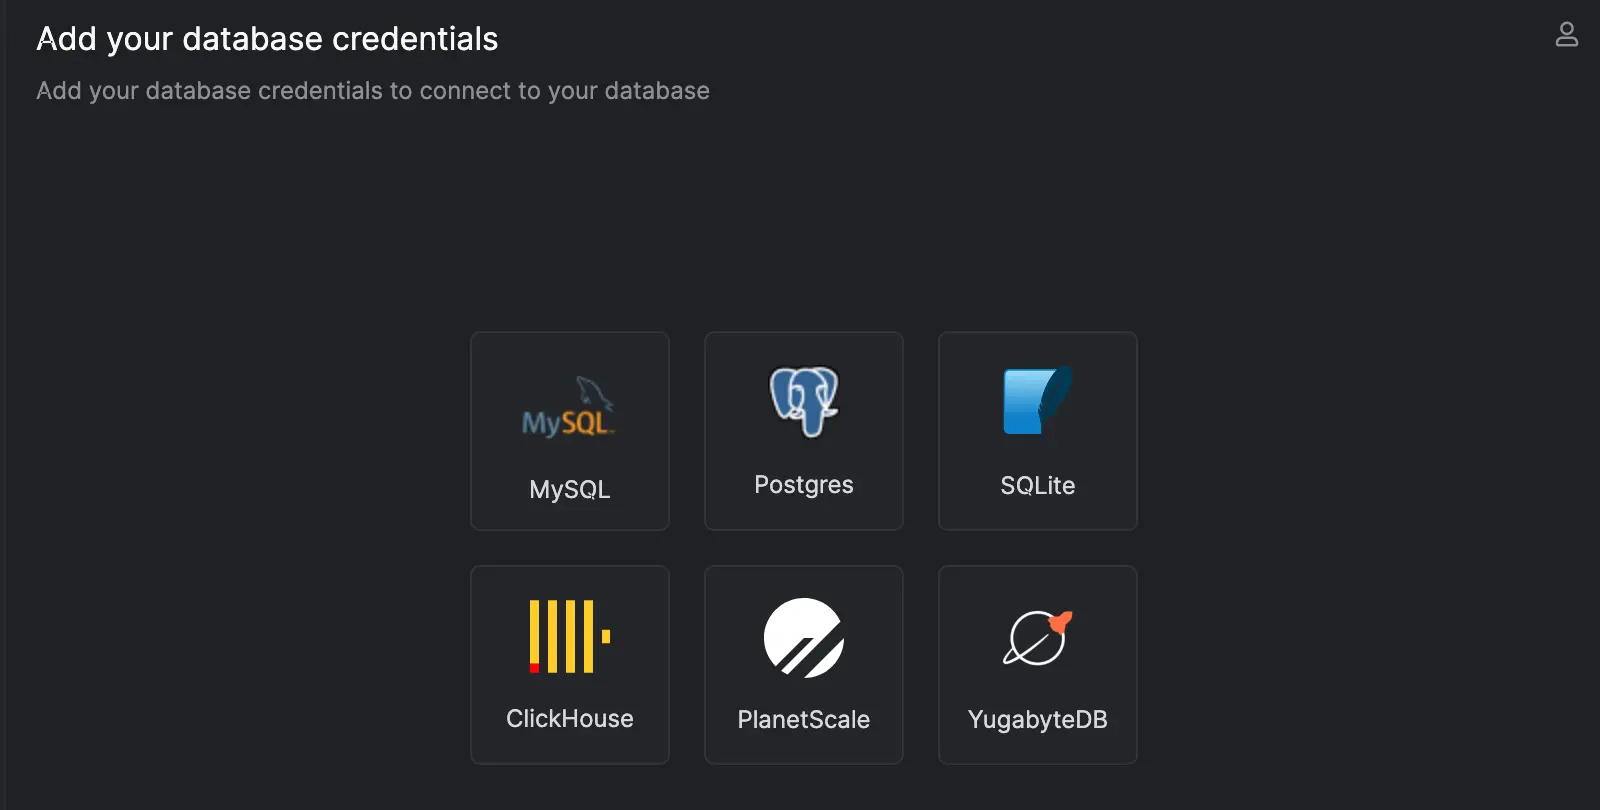 Add your database credentials
Add your database credentials to connect to your database
MySQL™
MySQL
Postgres
SQLite
ClickHouse
PlanetScale
YugabyteDB